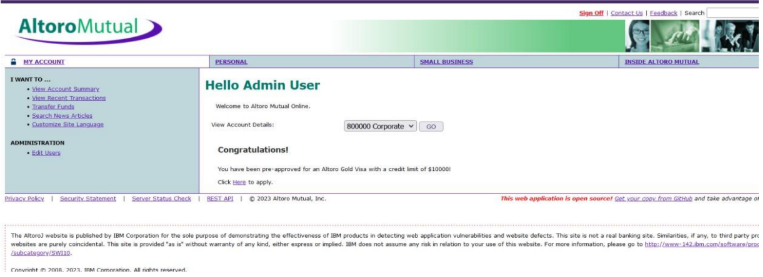 Sign Off | Contact Us | Feedback | Search
AltoroMutual
MY ACCOUNT
PERSONAL
SMALL BUSINESS
INSIDE ALTORO MUTUAL
I WANT TO ...
• View Account Summary
• View Recent Transactions
• Transfer Funds
• Search News Articles
• Customize Site Language
ADMINISTRATION
• Edit Users
Hello Admin User
Welcome to Altoro Mutual Online.
View Account Details: 800000 Corporate GO
Congratulations!
You have been pre-approved for an Altoro Gold Visa with a credit limit of $10000!
Click Here to apply.
Privacy Policy | Security Statement | Server Status Check | REST API | © 2023 Altoro Mutual, Inc. This web application is open source! Get your copy from GitHub and take advantage of
The AltoroJ website is published by IBM Corporation for the sole purpose of demonstrating the effectiveness of IBM products in detecting web application vulnerabilities and website defects. This site is not a real banking site. Similarities, if any, to third party pro
websites are purely coincidental. This site is provided "as is" without warranty of any kind, either express or implied. IBM does not assume any risk in relation to your use of this website. For more information, please go to http://www-142.ibm.com/software/proc
/subcategory/SWI10.
Copyright © 2008, 2023, IBM Corporation, All rights reserved.